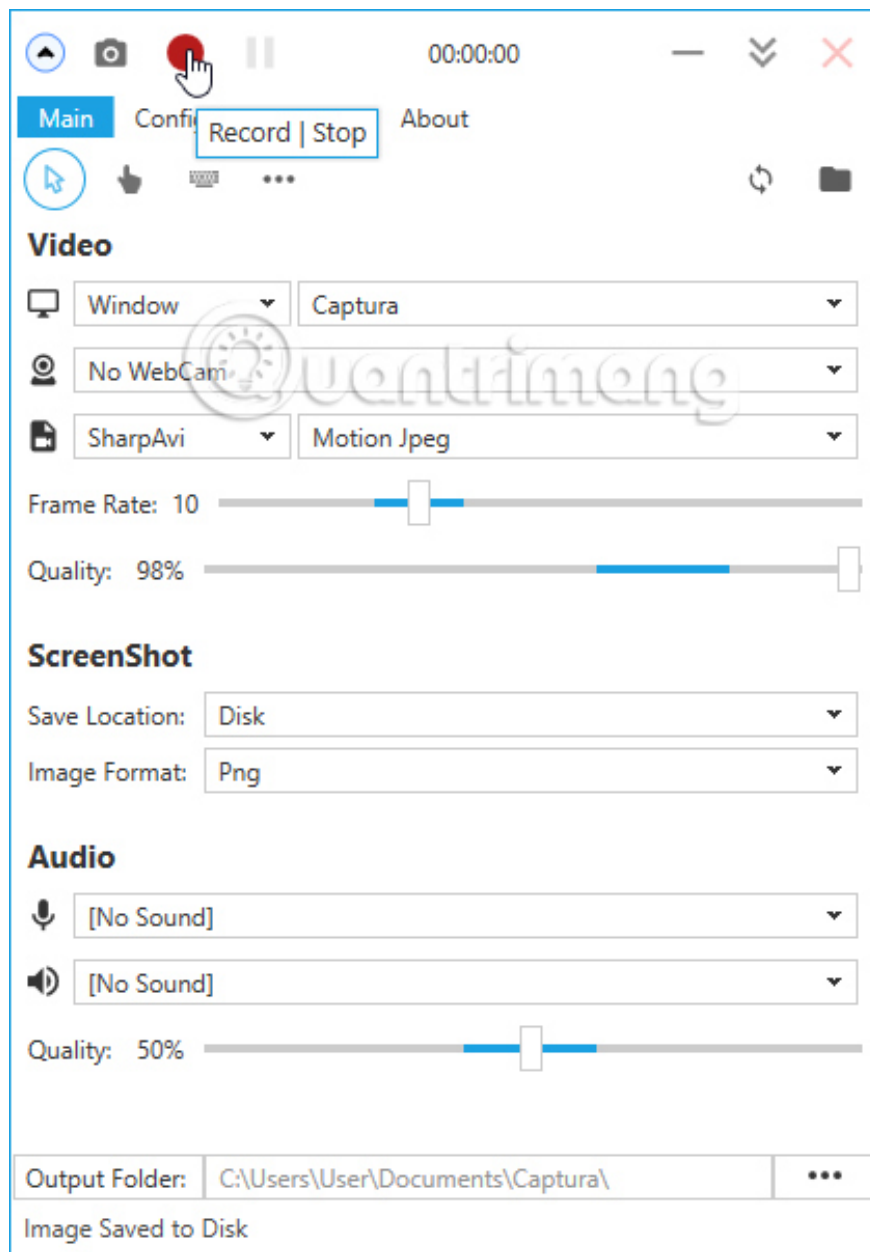 00:00:00
Main Confi About
Record | Stop
Video
Window Captura
No WebCam
Quantrimang
SharpAvi Motion Jpeg
Frame Rate: 10
Quality: 98%
ScreenShot
Save Location: Disk
Image Format: Png
Audio
[No Sound]
[No Sound]
Quality: 50%
Output Folder: C:\Users\User\Documents\Captura\ •••
Image Saved to Disk